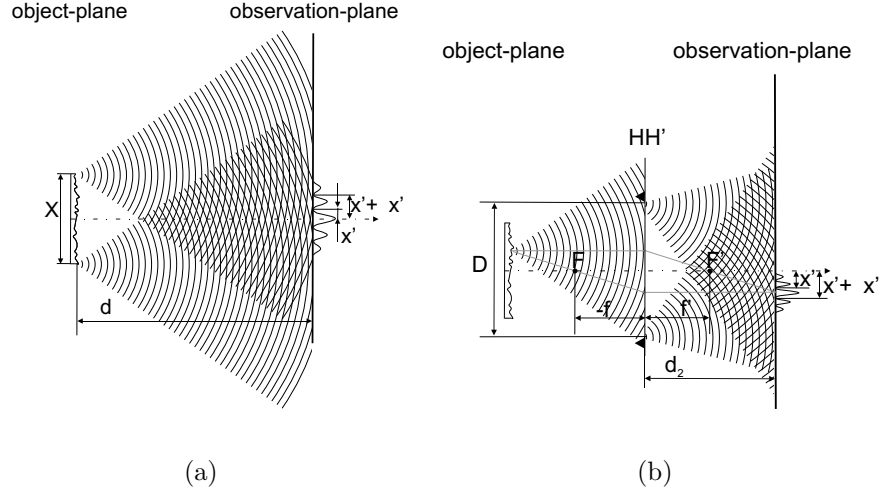 object-plane observation-plane
X
x'+ x'
x'
d
(a)
object-plane observation-plane
HH'
D
F F'
x' x'+ x'
-f f'
d2
(b)